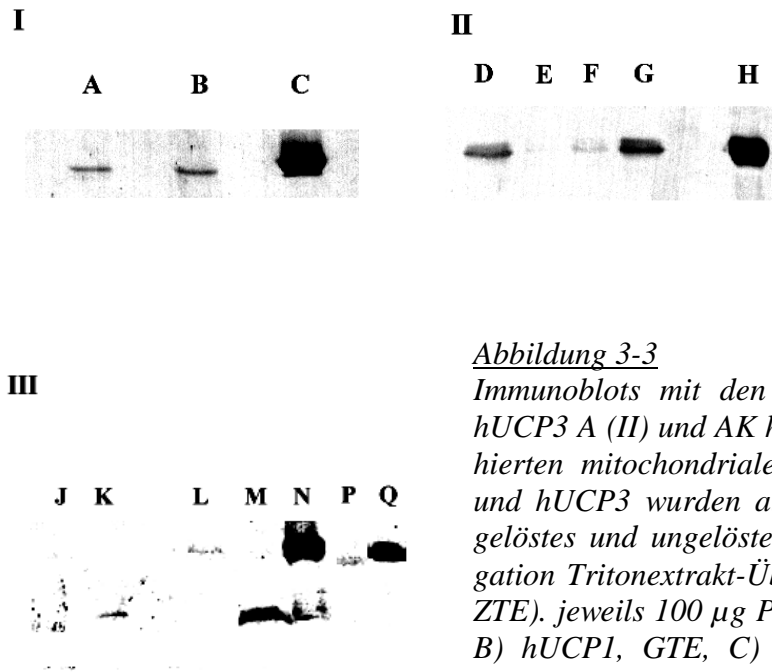 I
A B C
II
D E F G H
III
J K L M N P Q
Abbildung 3-3
Immunoblots mit den
hUCP3 A (II) und AK
hierten mitochondriale
und hUCP3 wurden a
gelöstes und ungelöste
gation Tritonextrakt-Ü
ZTE). jeweils 100 µg P
B) hUCP1, GTE, C)